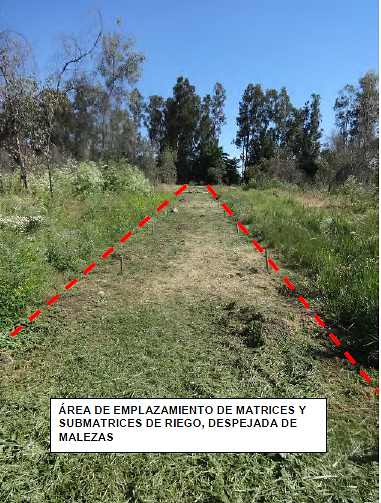 ÁREA DE EMPLAZAMIENTO DE MATRICES Y
SUBMATRICES DE RIEGO, DESPEJADA DE
MALEZAS